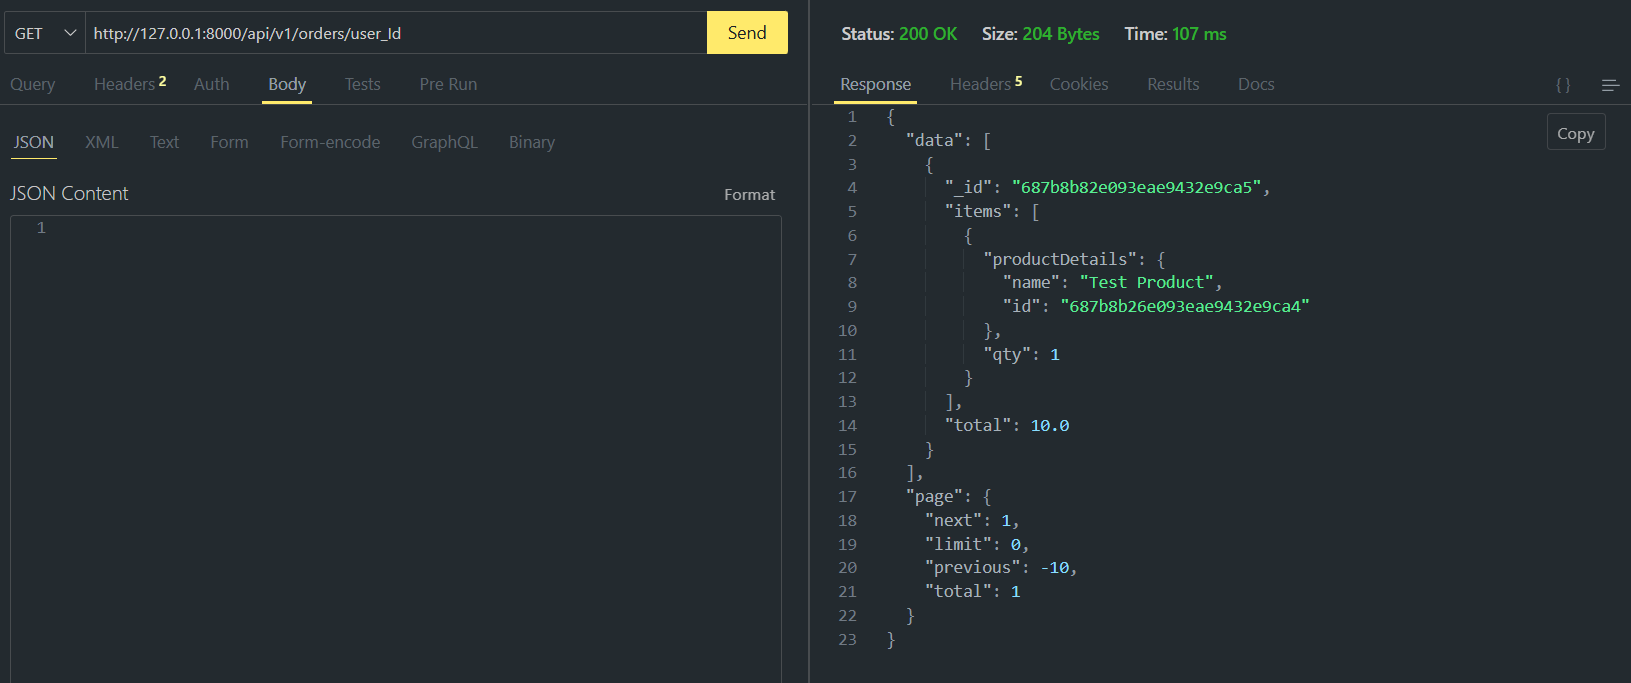 GET http://127.0.0.1:8000/api/v1/orders/user_Id Send
Query Headers 2 Auth Body Tests Pre Run
JSON XML Text Form Form-encode GraphQL Binary
JSON Content Format
1
Status: 200 OK Size: 204 Bytes Time: 107 ms
Response Headers 5 Cookies Results Docs { }
Copy
1 {
2 "data": [
3 {
4 "_id": "687b8b82e093eae9432e9ca5",
5 "items": [
6 {
7 "productDetails": {
8 "name": "Test Product",
9 "id": "687b8b26e093eae9432e9ca4"
10 },
11 "qty": 1
12 }
13 ],
14 "total": 10.0
15 }
16 ],
17 "page": {
18 "next": 1,
19 "limit": 0,
20 "previous": -10,
21 "total": 1
22 }
23 }